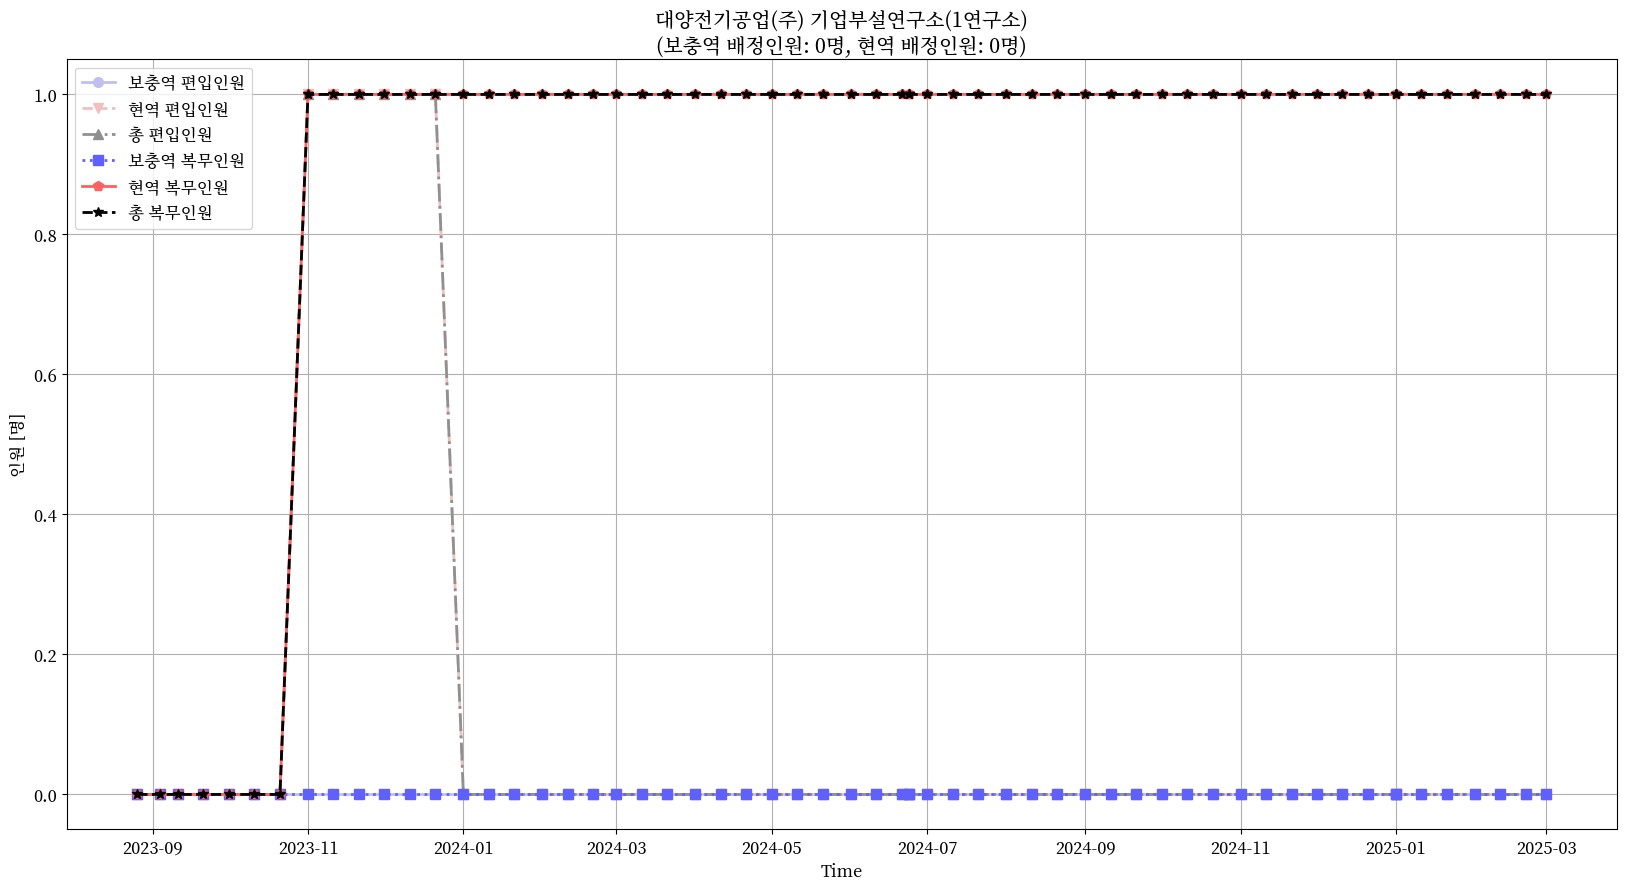 대양전기공업(주) 기업부설연구소(1연구소)
(보충역 배정인원: 0명, 현역 배정인원: 0명)
보충역 편입인원
현역 편입인원
총 편입인원
보충역 복무인원
현역 복무인원
총 복무인원
인원 [명]
1.0
0.8
0.6
0.4
0.2
0.0
2023-09
2023-11
2024-01
2024-03
2024-05
2024-07
2024-09
2024-11
2025-01
2025-03
Time